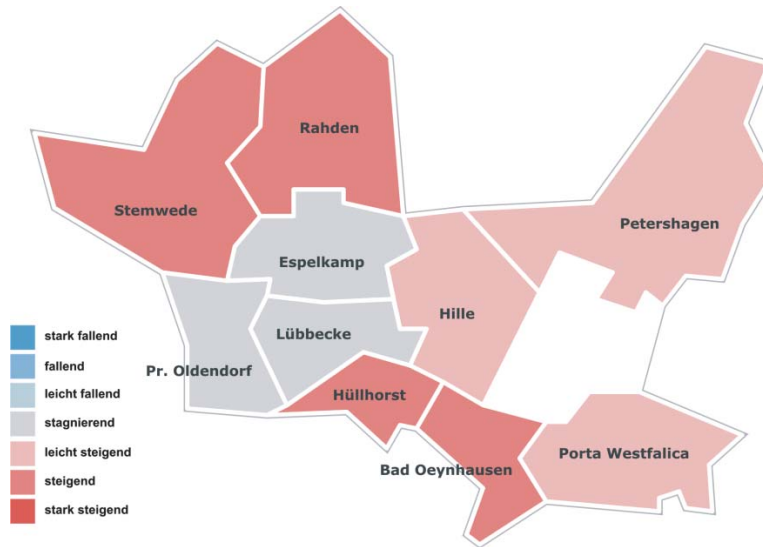 Rahden
Stemwede
Petershagen
Espelkamp
Hille
Lübbecke
Pr. Oldendorf
Hüllhorst
Porta Westfalica
Bad Oeynhausen
stark fallend
fallend
leicht fallend
stagnierend
leicht steigend
steigend
stark steigend